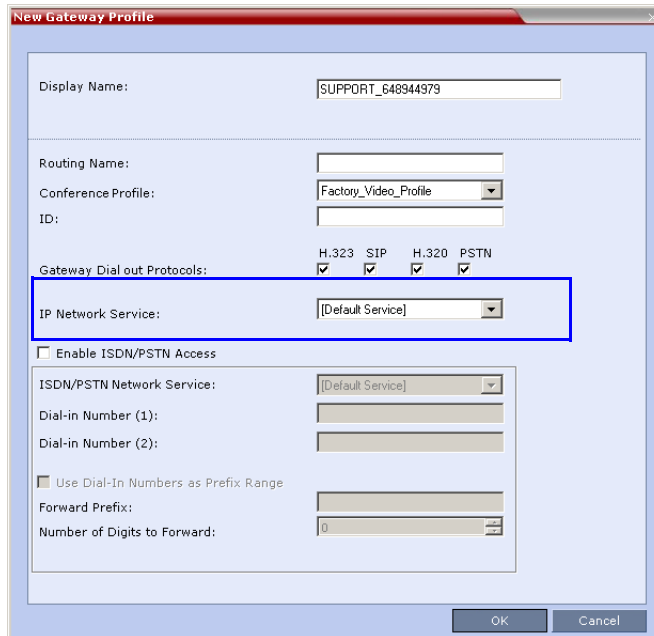 New Gateway Profile
Display Name: SUPPORT_648944979
Routing Name:
Conference Profile: Factory_Video_Profile
ID:
H.323 SIP H.320 PSTN
Gateway Dial out Protocols:
IP Network Service: [Default Service]
Enable ISDN/PSTN Access
ISDN/PSTN Network Service: [Default Service]
Dial-in Number (1):
Dial-in Number (2):
Use Dial-In Numbers as Prefix Range
Forward Prefix:
Number of Digits to Forward: 0
OK Cancel